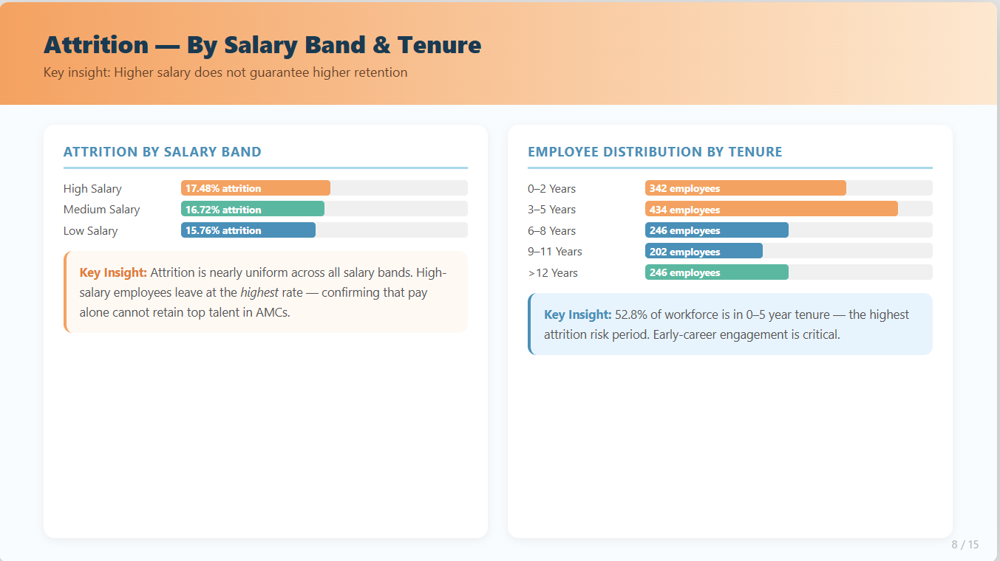 Attrition — By Salary Band & Tenure
Key insight: Higher salary does not guarantee higher retention
ATTRITION BY SALARY BAND
High Salary 17.48% attrition
Medium Salary 16.72% attrition
Low Salary 15.76% attrition
Key Insight: Attrition is nearly uniform across all salary bands. High-
salary employees leave at the highest rate — confirming that pay
alone cannot retain top talent in AMCs.
EMPLOYEE DISTRIBUTION BY TENURE
0–2 Years 342 employees
3–5 Years 434 employees
6–8 Years 246 employees
9–11 Years 202 employees
>12 Years 246 employees
Key Insight: 52.8% of workforce is in 0–5 year tenure — the highest
attrition risk period. Early-career engagement is critical.
8 / 15